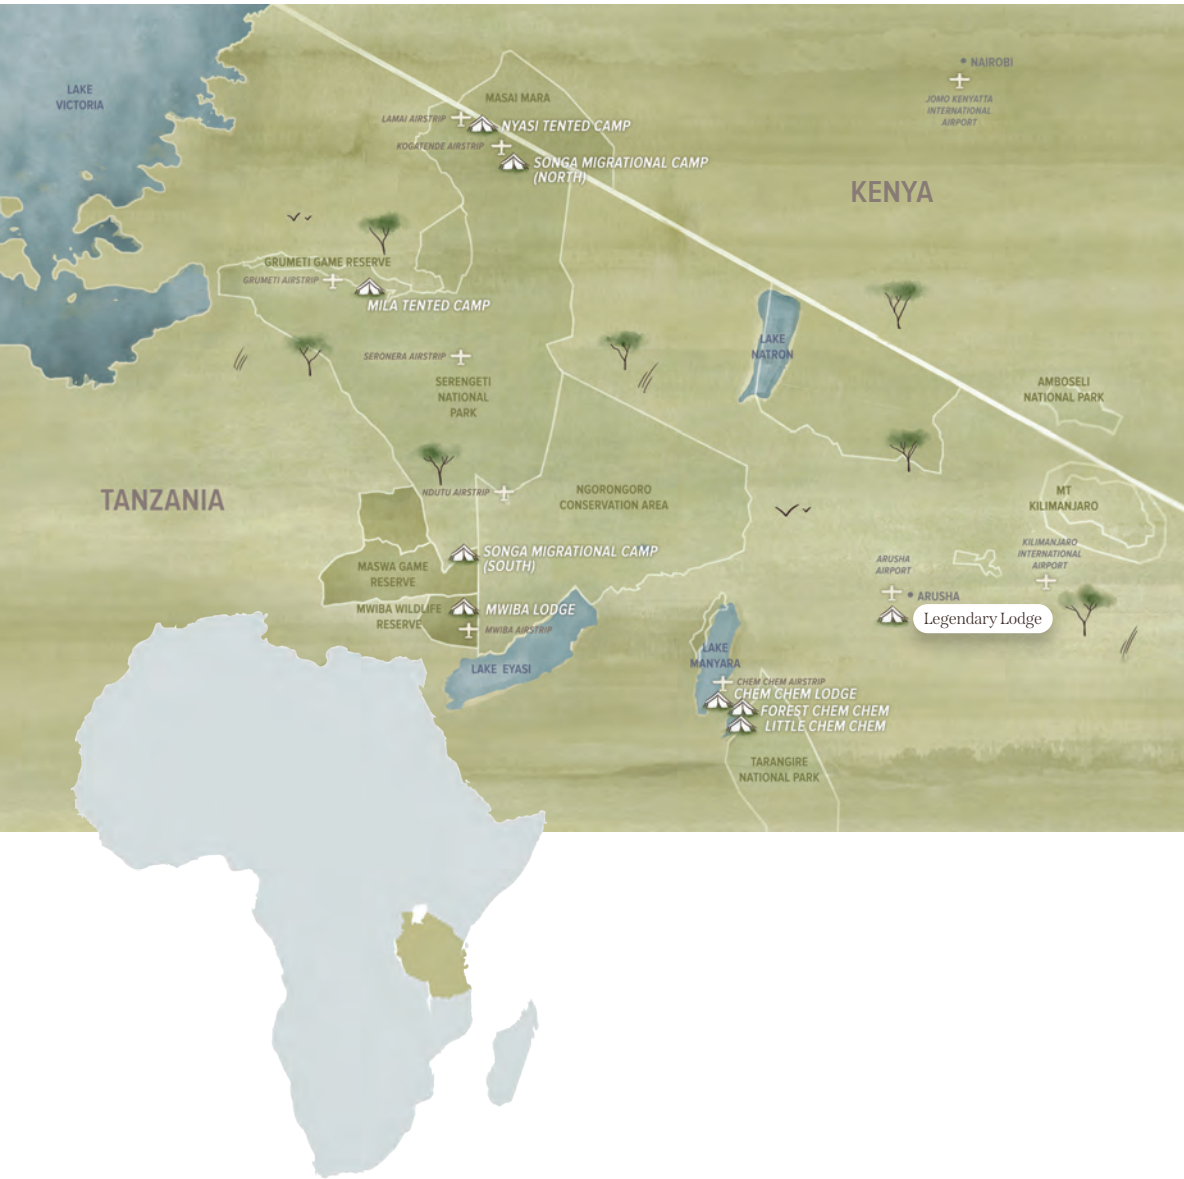 LAKE
VICTORIA
NAIROBI
JOMO KENYATTA
INTERNATIONAL
AIRPORT
MASAI MARA
LAMAI AIRSTRIP
NYASI TENTED CAMP
KOGATENDE AIRSTRIP
SONGA MIGRATIONAL CAMP
(NORTH)
KENYA
GRUMETI GAME RESERVE
GRUMETI AIRSTRIP
MILA TENTED CAMP
LAKE
NATRON
SERONERA AIRSTRIP
SERENGETI
NATIONAL
PARK
AMBOSELI
NATIONAL PARK
TANZANIA
NDUTU AIRSTRIP
NGORONGORO
CONSERVATION AREA
MT
KILIMANJARO
SONGA MIGRATIONAL CAMP
(SOUTH)
MASWA GAME
RESERVE
ARUSHA
AIRPORT
KILIMANJARO
INTERNATIONAL
AIRPORT
ARUSHA
Legendary Lodge
MWIBA WILDLIFE
RESERVE
MWIBA LODGE
MWIBA AIRSTRIP
LAKE EYASI
LAKE
MANYARA
CHEM CHEM AIRSTRIP
CHEM CHEM LODGE
FOREST CHEM CHEM
LITTLE CHEM CHEM
TARANGIRE
NATIONAL PARK